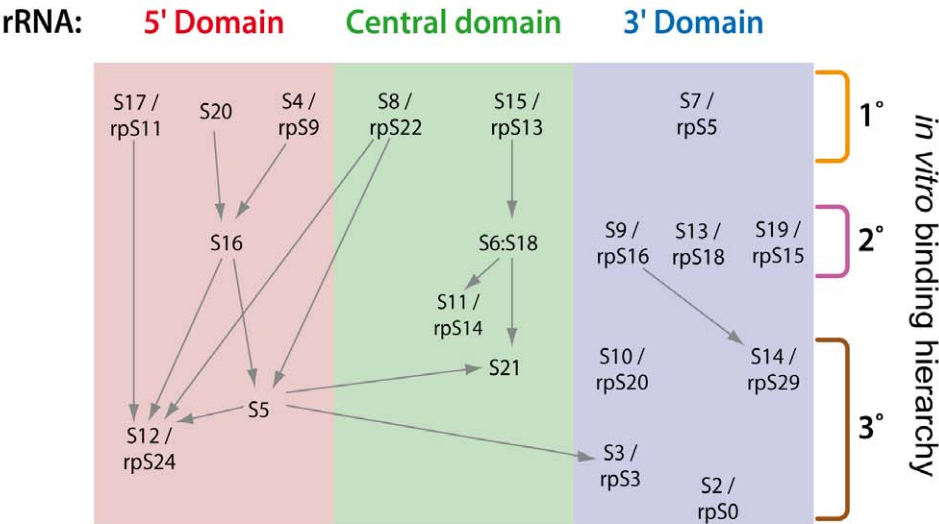 rRNA: 5' Domain Central domain 3' Domain
S17 /
rpS11
S20
S4 /
rpS9
S8 /
rpS22
S15 /
rpS13
S7 /
rpS5
1°
S16
S6:S18
S9 /
rpS16
S13 /
rpS18
S19 /
rpS15
2°
S11 /
rpS14
S21
S10 /
rpS20
S14 /
rpS29
S5
S12 /
rpS24
S3 /
rpS3
S2 /
rpS0
3°
in vitro binding hierarchy